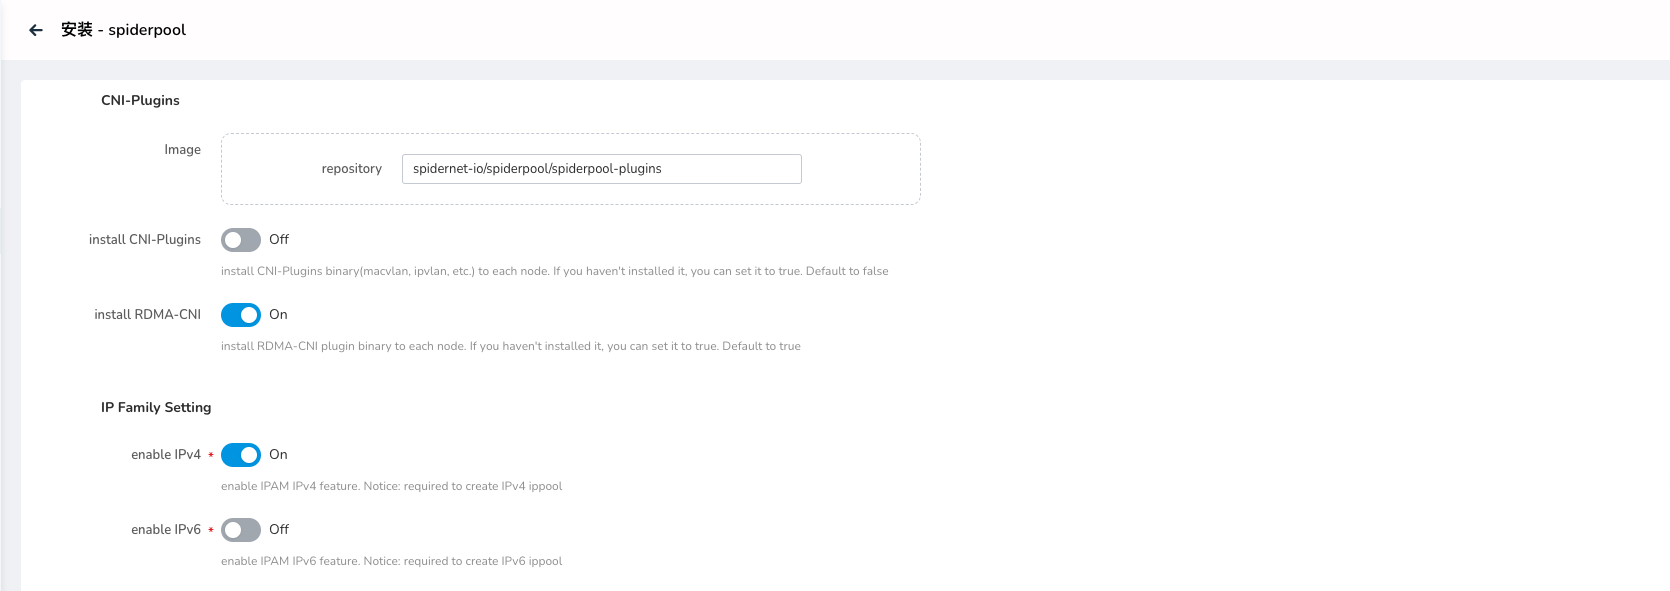 安装 - spiderpool
CNI-Plugins
Image
repository
spidernet-io/spiderpool/spiderpool-plugins
install CNI-Plugins
Off
install CNI-Plugins binary(macvlan, ipvlan, etc.) to each node. If you haven't installed it, you can set it to true. Default to false
install RDMA-CNI
On
install RDMA-CNI plugin binary to each node. If you haven't installed it, you can set it to true. Default to true
IP Family Setting
enable IPv4 *
On
enable IPAM IPv4 feature. Notice: required to create IPv4 ippool
enable IPv6 *
Off
enable IPAM IPv6 feature. Notice: required to create IPv6 ippool